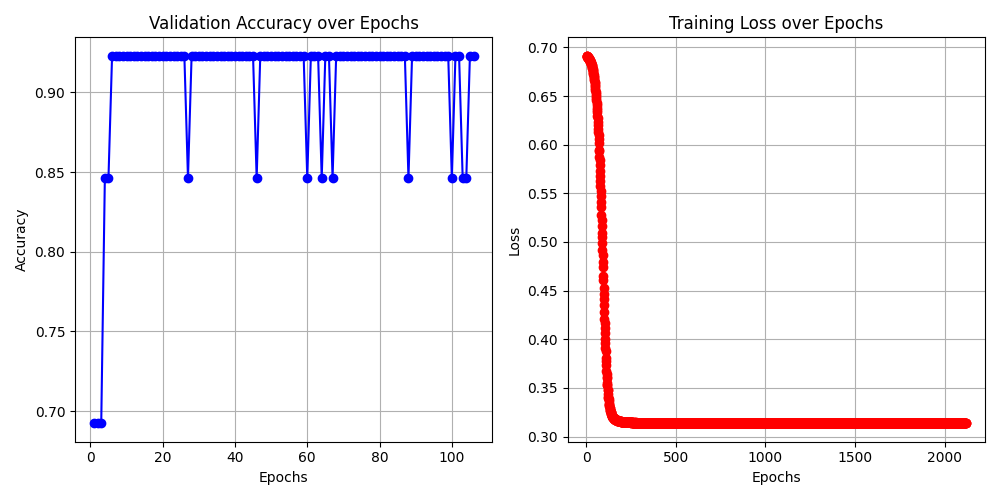 Validation Accuracy over Epochs
Accuracy
0.90
0.85
0.80
0.75
0.70
0 20 40 60 80 100
Epochs
Training Loss over Epochs
Loss
0.70
0.65
0.60
0.55
0.50
0.45
0.40
0.35
0.30
0 500 1000 1500 2000
Epochs